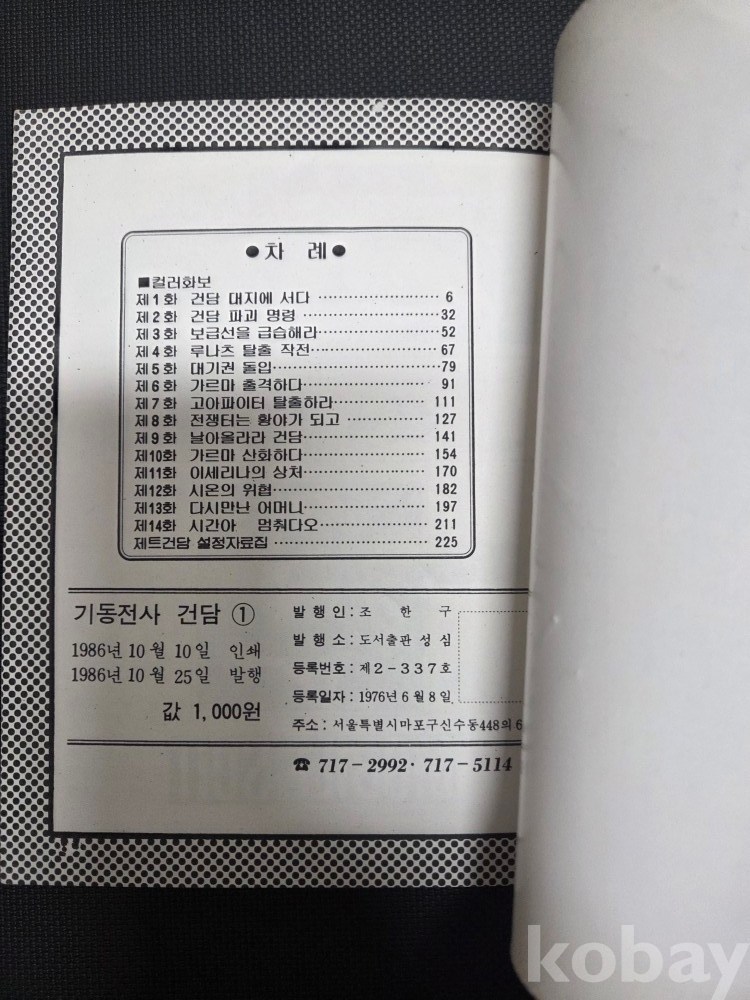 ●차 례●
■컬러화보
제1화 건담 대지에 서다 ························ 6
제2화 건담 파괴 명령 ························ 32
제3화 보급선을 급습해라 ························ 52
제4화 루나츠 탈출 작전 ························ 67
제5화 대기권 돌입 ························ 79
제6화 가르마 출격하다 ························ 91
제7화 고아파이터 탈출하라 ························ 111
제8화 전쟁터는 황야가 되고 ················ 127
제9화 날아올라라 건담 ························ 141
제10화 가르마 산화하다 ························ 154
제11화 이세리나의 상처 ························ 170
제12화 시온의 위협 ························ 182
제13화 다시만난 어머니 ························ 197
제14화 시간아 멈춰다오 ························ 211
제트건담 설정자료집 ························ 225
기동전사 건담 ①
1986년 10월 10일 인쇄
1986년 10월 25일 발행
값 1,000원
발 행 인 : 조 한 구
발 행 소 : 도서출판 성심
등록번호 : 제2-337호
등록일자 : 1976년 6월 8일
주소 : 서울특별시마포구신수동448의6
☎ 717-2992·717-5114
kobay